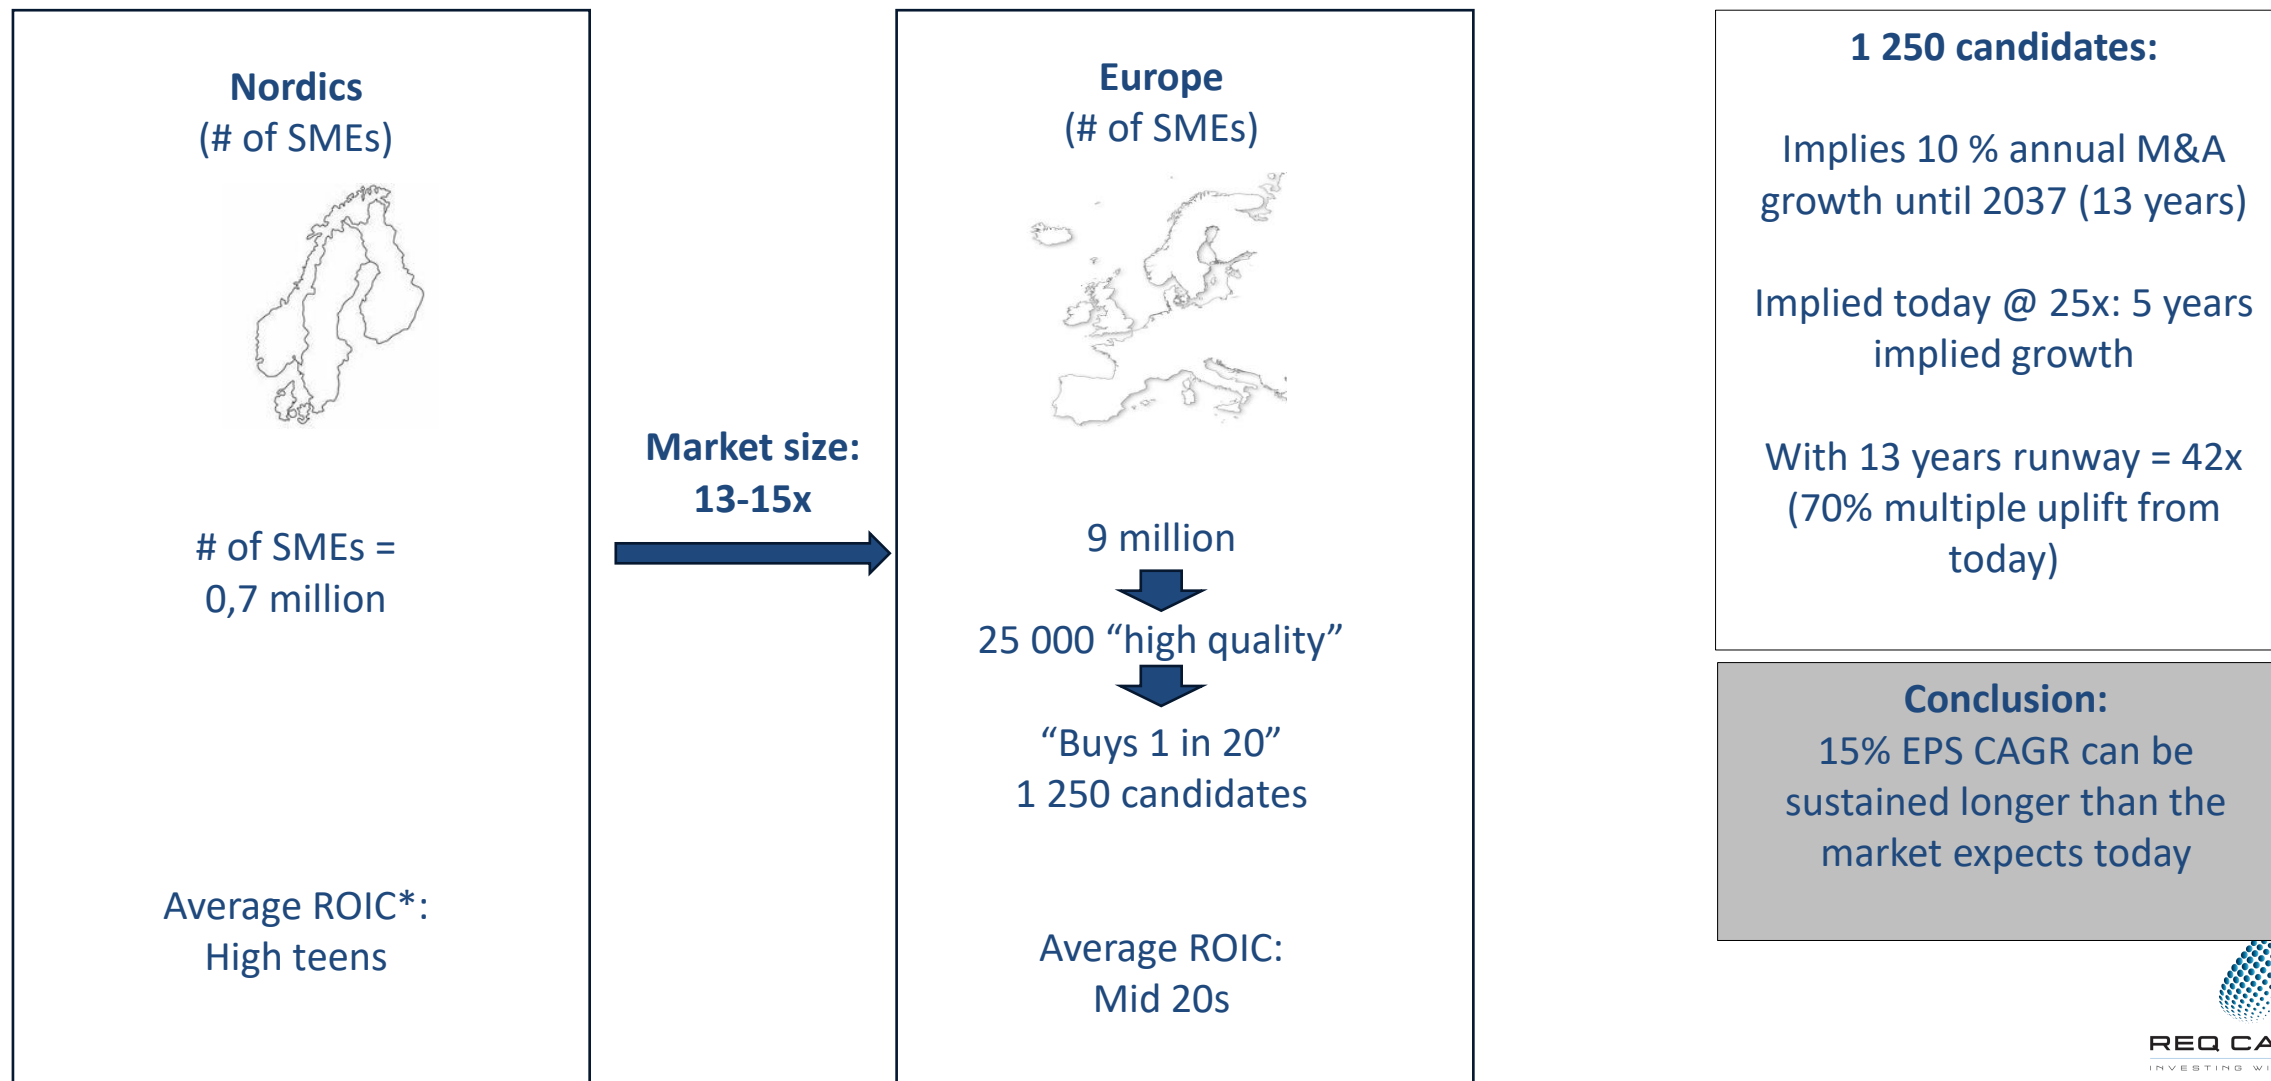 Nordics
(# of SMEs)
# of SMEs =
0,7 million
Average ROIC*:
High teens
Market size:
13-15x
Europe
(# of SMEs)
9 million
25 000 “high quality”
“Buys 1 in 20”
1 250 candidates
Average ROIC:
Mid 20s
1 250 candidates:
Implies 10 % annual M&A
growth until 2037 (13 years)
Implied today @ 25x: 5 years
implied growth
With 13 years runway = 42x
(70% multiple uplift from
today)
Conclusion:
15% EPS CAGR can be
sustained longer than the
market expects today
REQ CA
INVESTING WI